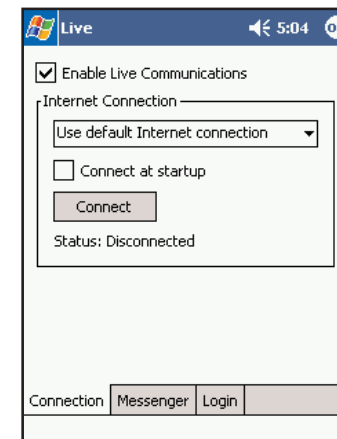 Live 5:04
Enable Live Communications
Internet Connection
Use default Internet connection
Connect at startup
Connect
Status: Disconnected
Connection Messenger Login